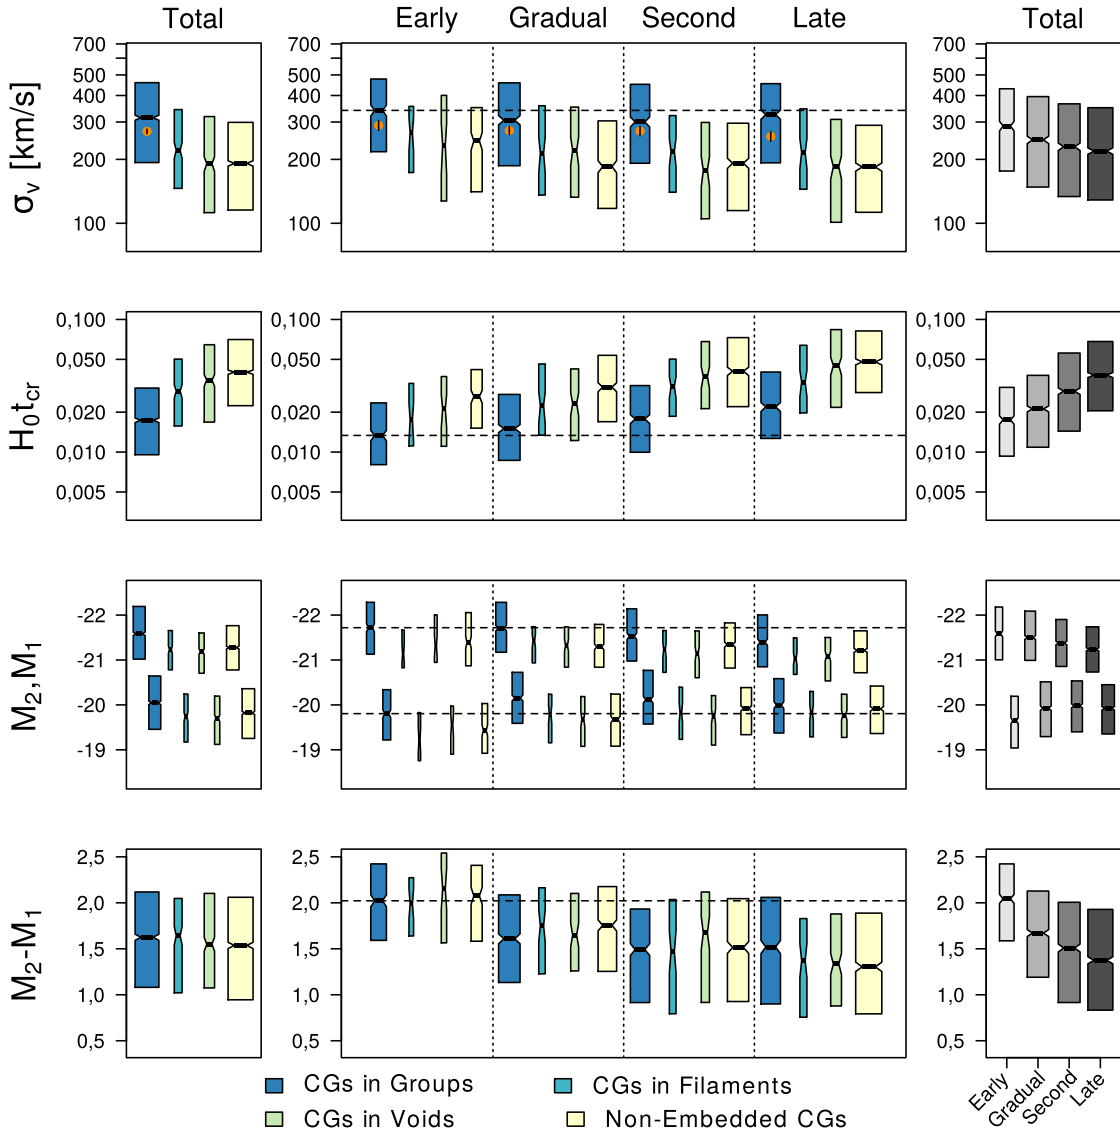 Total Early Gradual Second Late Total
σv [km/s]
700 700 700
500 500 500
400 400 400
300 300 300
200 200 200
100 100 100
H0tcr
0,100 0,100 0,100
0,050 0,050 0,050
0,020 0,020 0,020
0,010 0,010 0,010
0,005 0,005 0,005
M2,M1
-22 -22 -22
-21 -21 -21
-20 -20 -20
-19 -19 -19
M2-M1
2,5 2,5 2,5
2,0 2,0 2,0
1,5 1,5 1,5
1,0 1,0 1,0
0,5 0,5 0,5
Early Gradual Second Late
CGs in Groups CGs in Filaments
CGs in Voids Non-Embedded CGs